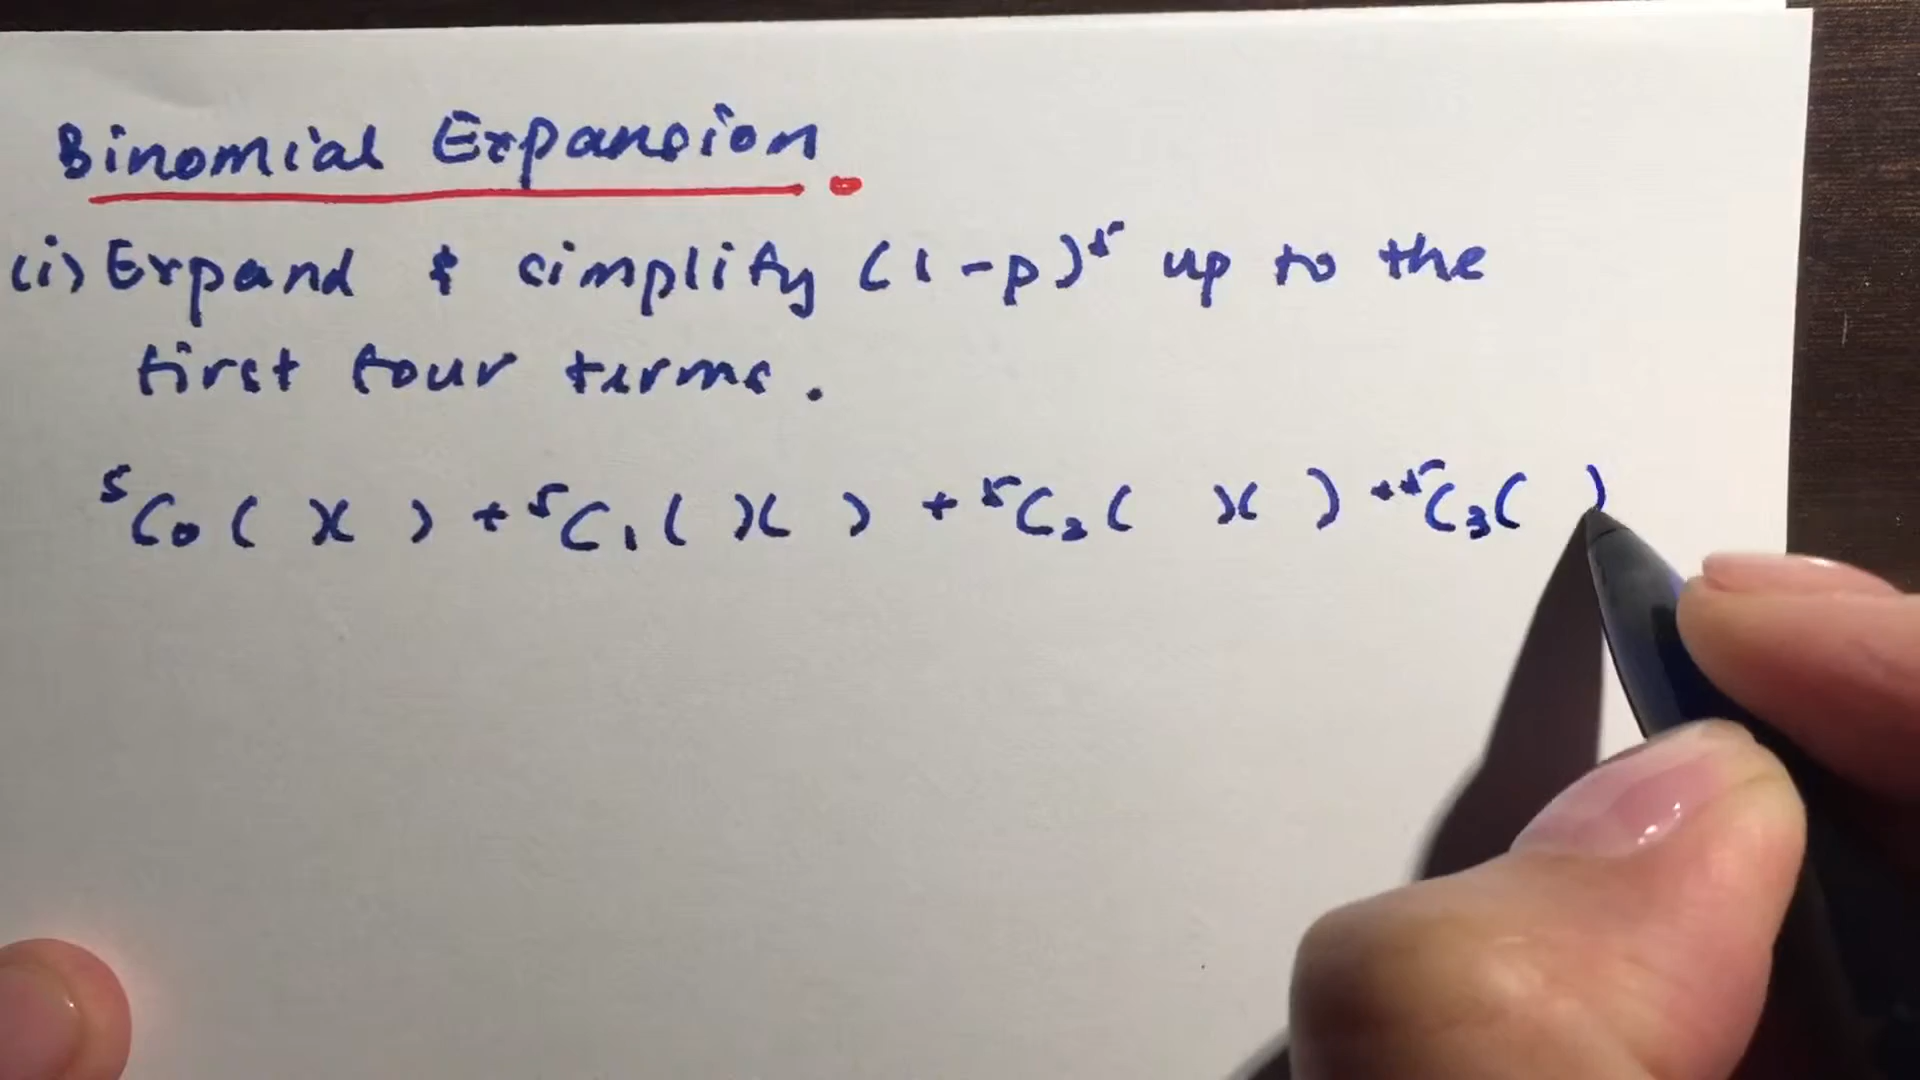 Binomial Expansion.
(i) Expand & simplify (1-p)⁵ up to the
first four terms.
⁵C₀( )( ) + ⁵C₁( )( ) + ⁵C₂( )( ) + ⁵C₃( )